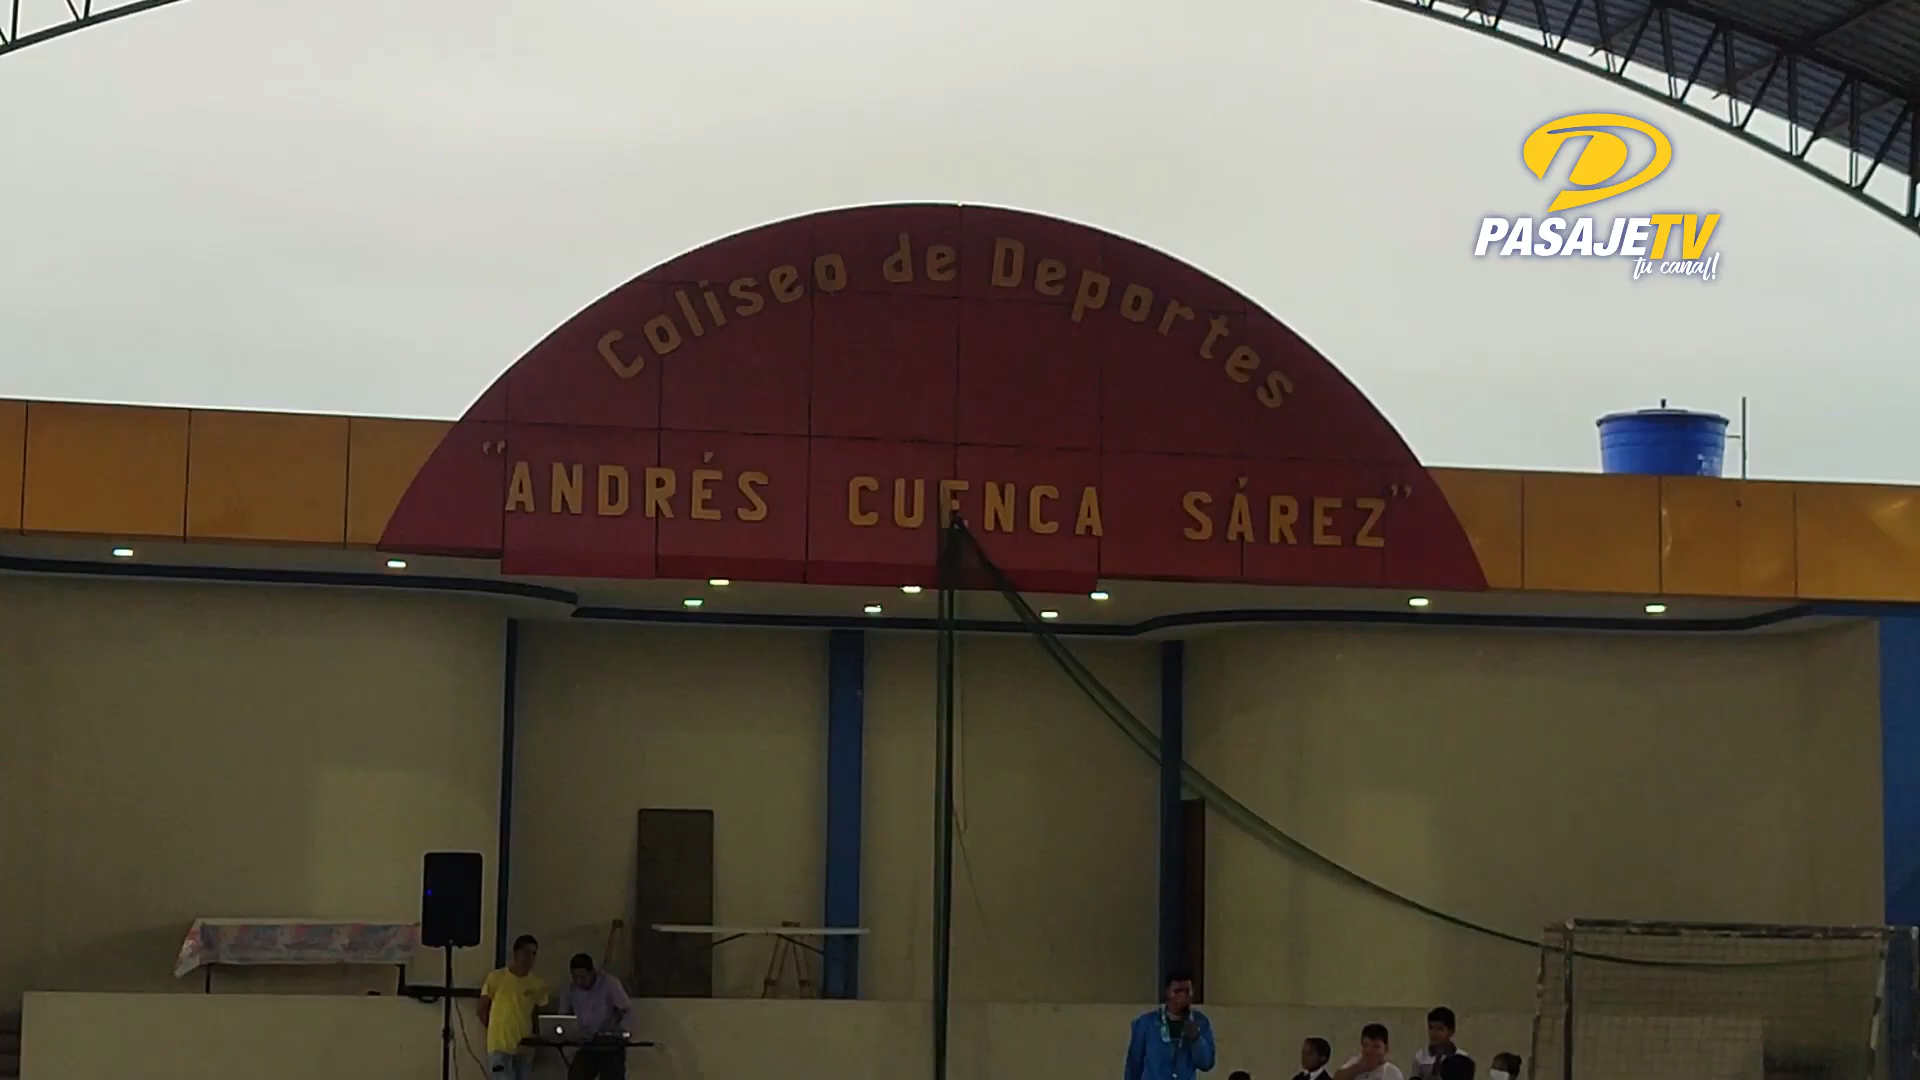 Coliseo de Deportes
"ANDRÉS CUENCA SÁREZ"
PASAJETV
tu canal!